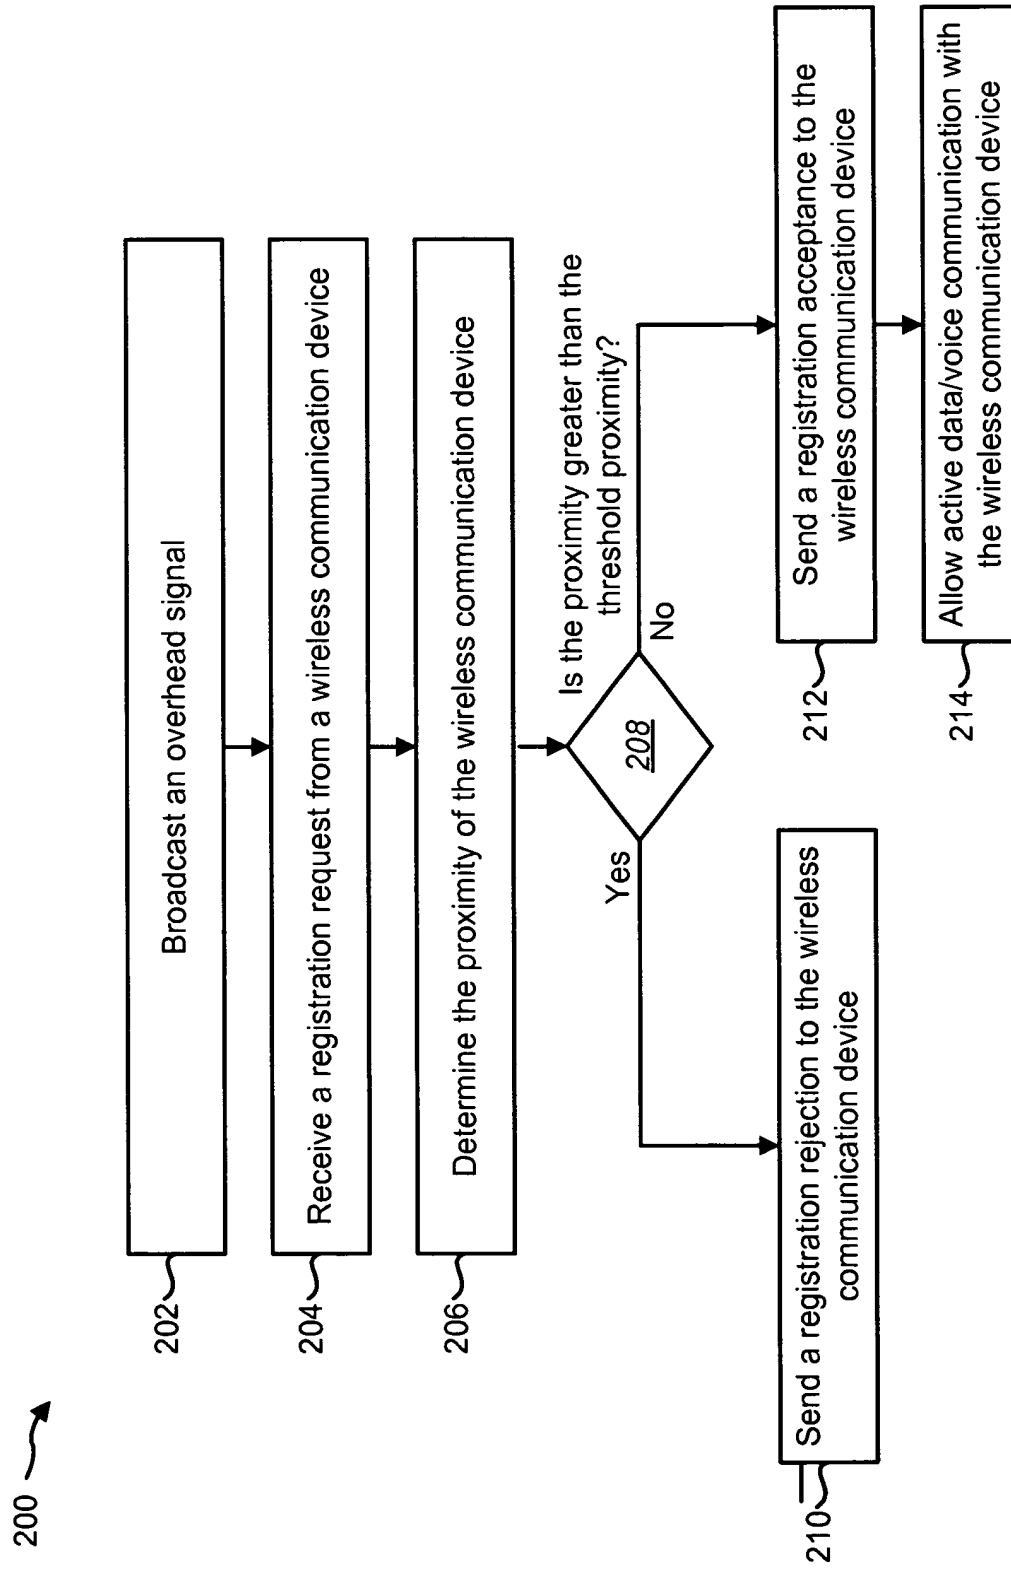 200
202
Broadcast an overhead signal
204
Receive a registration request from a wireless communication device
206
Determine the proximity of the wireless communication device
Is the proximity greater than the
threshold proximity?
208
Yes
No
210
Send a registration rejection to the wireless
communication device
212
Send a registration acceptance to the
wireless communication device
214
Allow active data/voice communication with
the wireless communication device